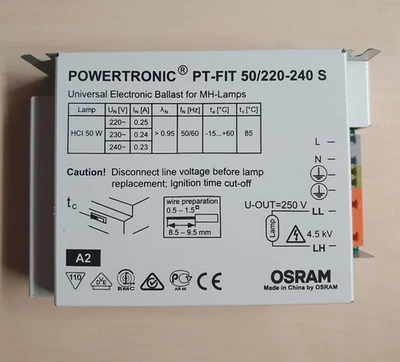 POWERTRONIC® PT-FIT 50/220-240 S
Universal Electronic Ballast for MH-Lamps
Lamp Uₙ [V] Iₙ [A] λₙ fₙ [Hz] tₐ [°C] t꜀ [°C]
HCI 50 W 220~ 0.25 > 0.95 50/60 -15...+60 85
230~ 0.24
240~ 0.23
Caution! Disconnect line voltage before lamp
replacement; Ignition time cut-off
L
N
tc
wire preparation
0.5 – 1.5
8.5 – 9.5 mm
U-OUT=250 V
LL
Lamp
4.5 kV
LH
A2
110
EMC
OSRAM
Made in China by OSRAM